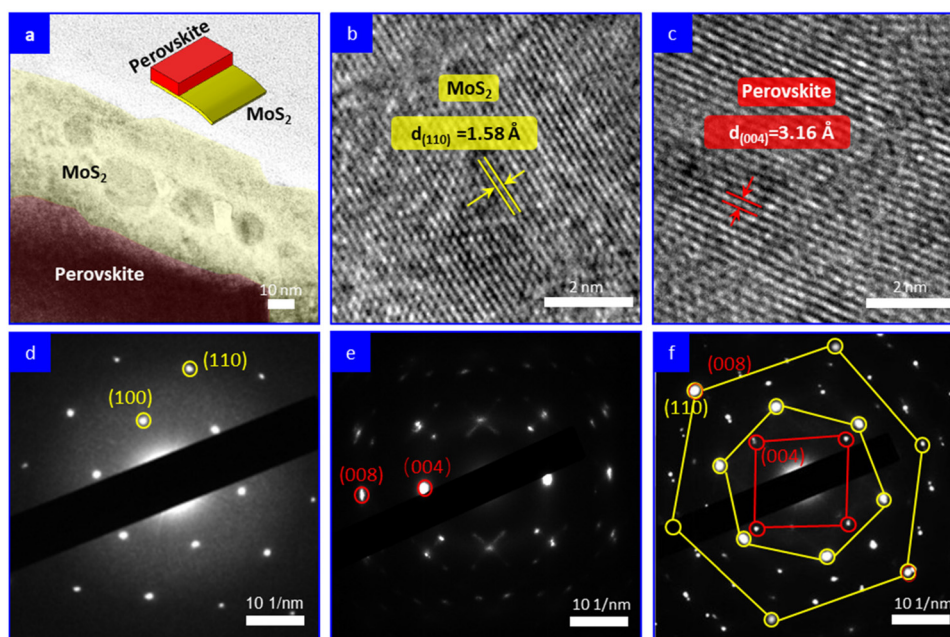 a
Perovskite
MoS₂
MoS₂
Perovskite
10 nm
b
MoS₂
d₍₁₁₀₎ =1.58 Å
2 nm
c
Perovskite
d₍₀₀₄₎=3.16 Å
2 nm
d
(110)
(100)
10 1/nm
e
(008)
(004)
10 1/nm
f
(008)
(110)
(004)
10 1/nm